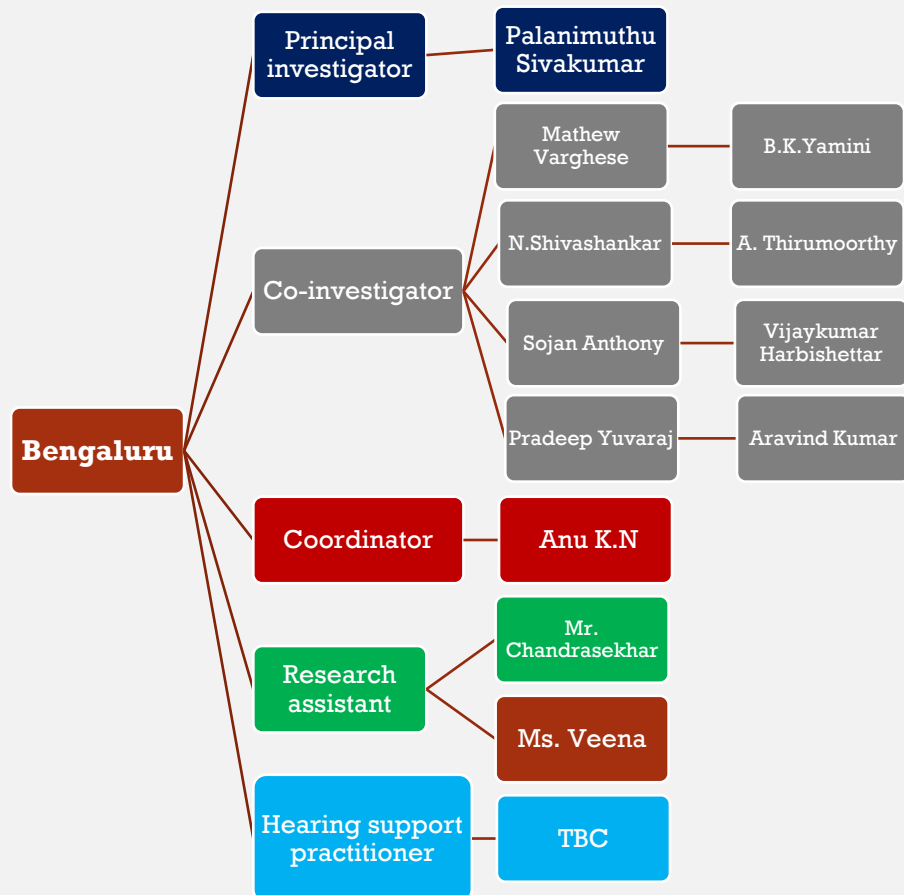 Principal
investigator
Palanimuthu
Sivakumar
Mathew
Varghese
B.K.Yamini
N.Shivashankar
A. Thirumoorthy
Co-investigator
Sojan Anthony
Vijaykumar
Harbishettar
Pradeep Yuvaraj
Aravind Kumar
Bengaluru
Coordinator
Anu K.N
Research
assistant
Mr.
Chandrasekhar
Ms. Veena
Hearing support
practitioner
TBC